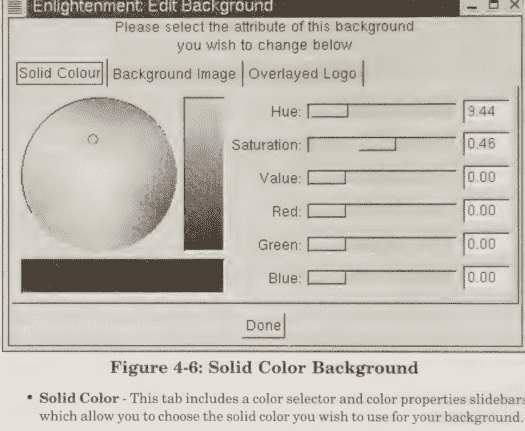 Enlightenment: Edit Background
Please select the attribute of this background
you wish to change below
Solid Colour Background Image Overlayed Logo
Hue: 9.44
Saturation: 0.46
Value: 0.00
Red: 0.00
Green: 0.00
Blue: 0.00
Done
Figure 4-6: Solid Color Background
• Solid Color - This tab includes a color selector and color properties slidebars
which allow you to choose the solid color you wish to use for your background.